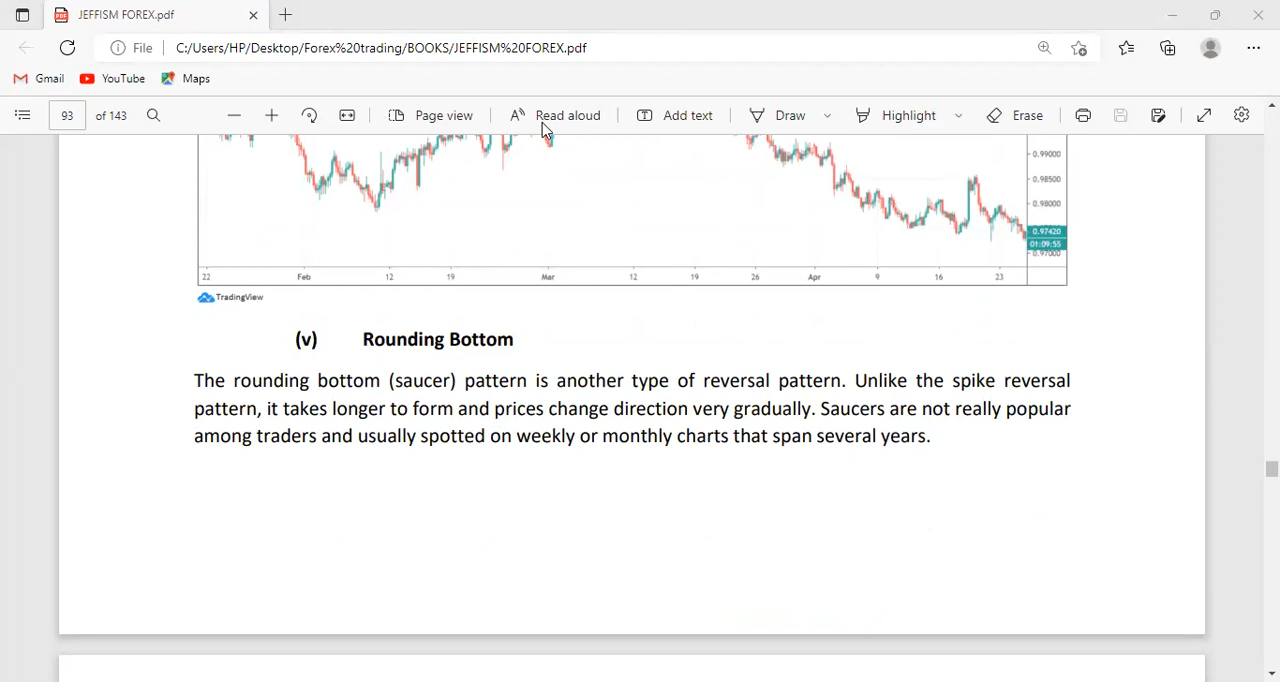 JEFFISM FOREX.pdf
File C:/Users/HP/Desktop/Forex%20trading/BOOKS/JEFFISM%20FOREX.pdf
Gmail YouTube Maps
93 of 143 Page view Read aloud Add text Draw Highlight Erase
0.99000
0.98500
0.98000
0.97420
01:09:55
0.97000
22 Feb 12 19 Mar 12 19 26 Apr 9 16 23
TradingView
(v) Rounding Bottom
The rounding bottom (saucer) pattern is another type of reversal pattern. Unlike the spike reversal
pattern, it takes longer to form and prices change direction very gradually. Saucers are not really popular
among traders and usually spotted on weekly or monthly charts that span several years.